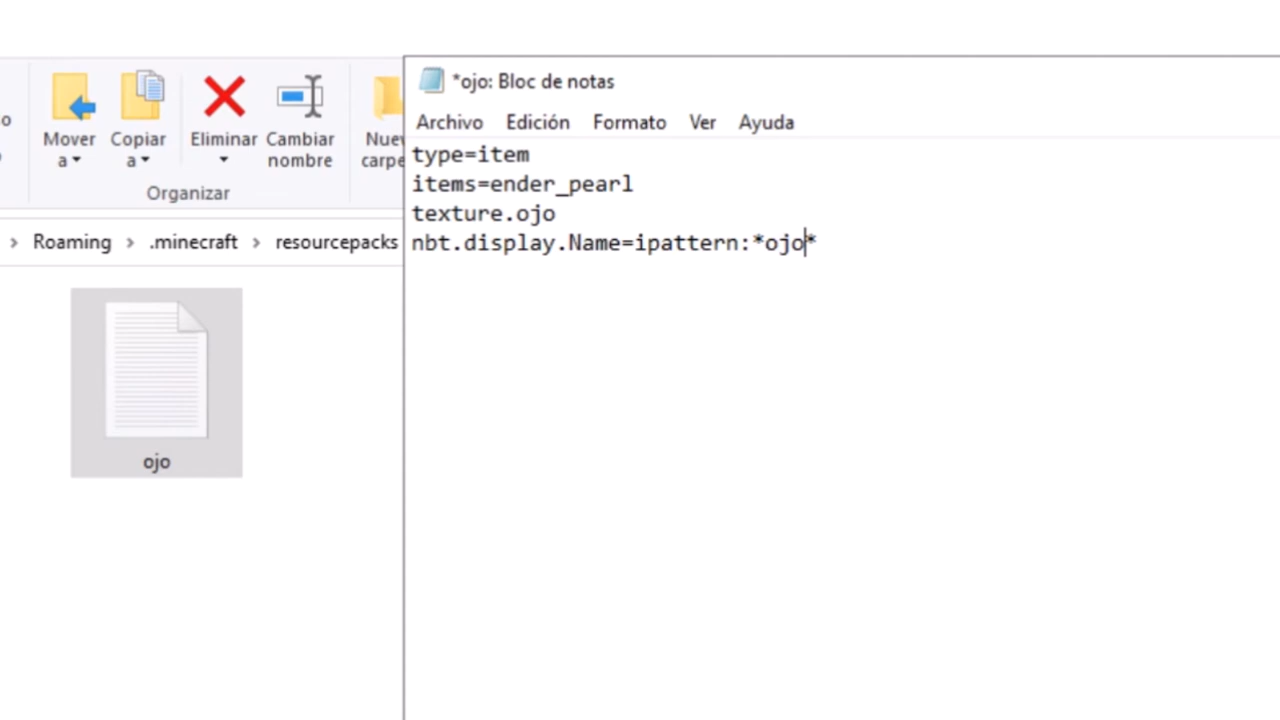 *ojo: Bloc de notas
Mover a
Copiar a
Eliminar
Cambiar nombre
Organizar
Archivo Edición Formato Ver Ayuda
type=item
items=ender_pearl
texture.ojo
nbt.display.Name=ipattern:*ojo*
Roaming > .minecraft > resourcepacks
ojo